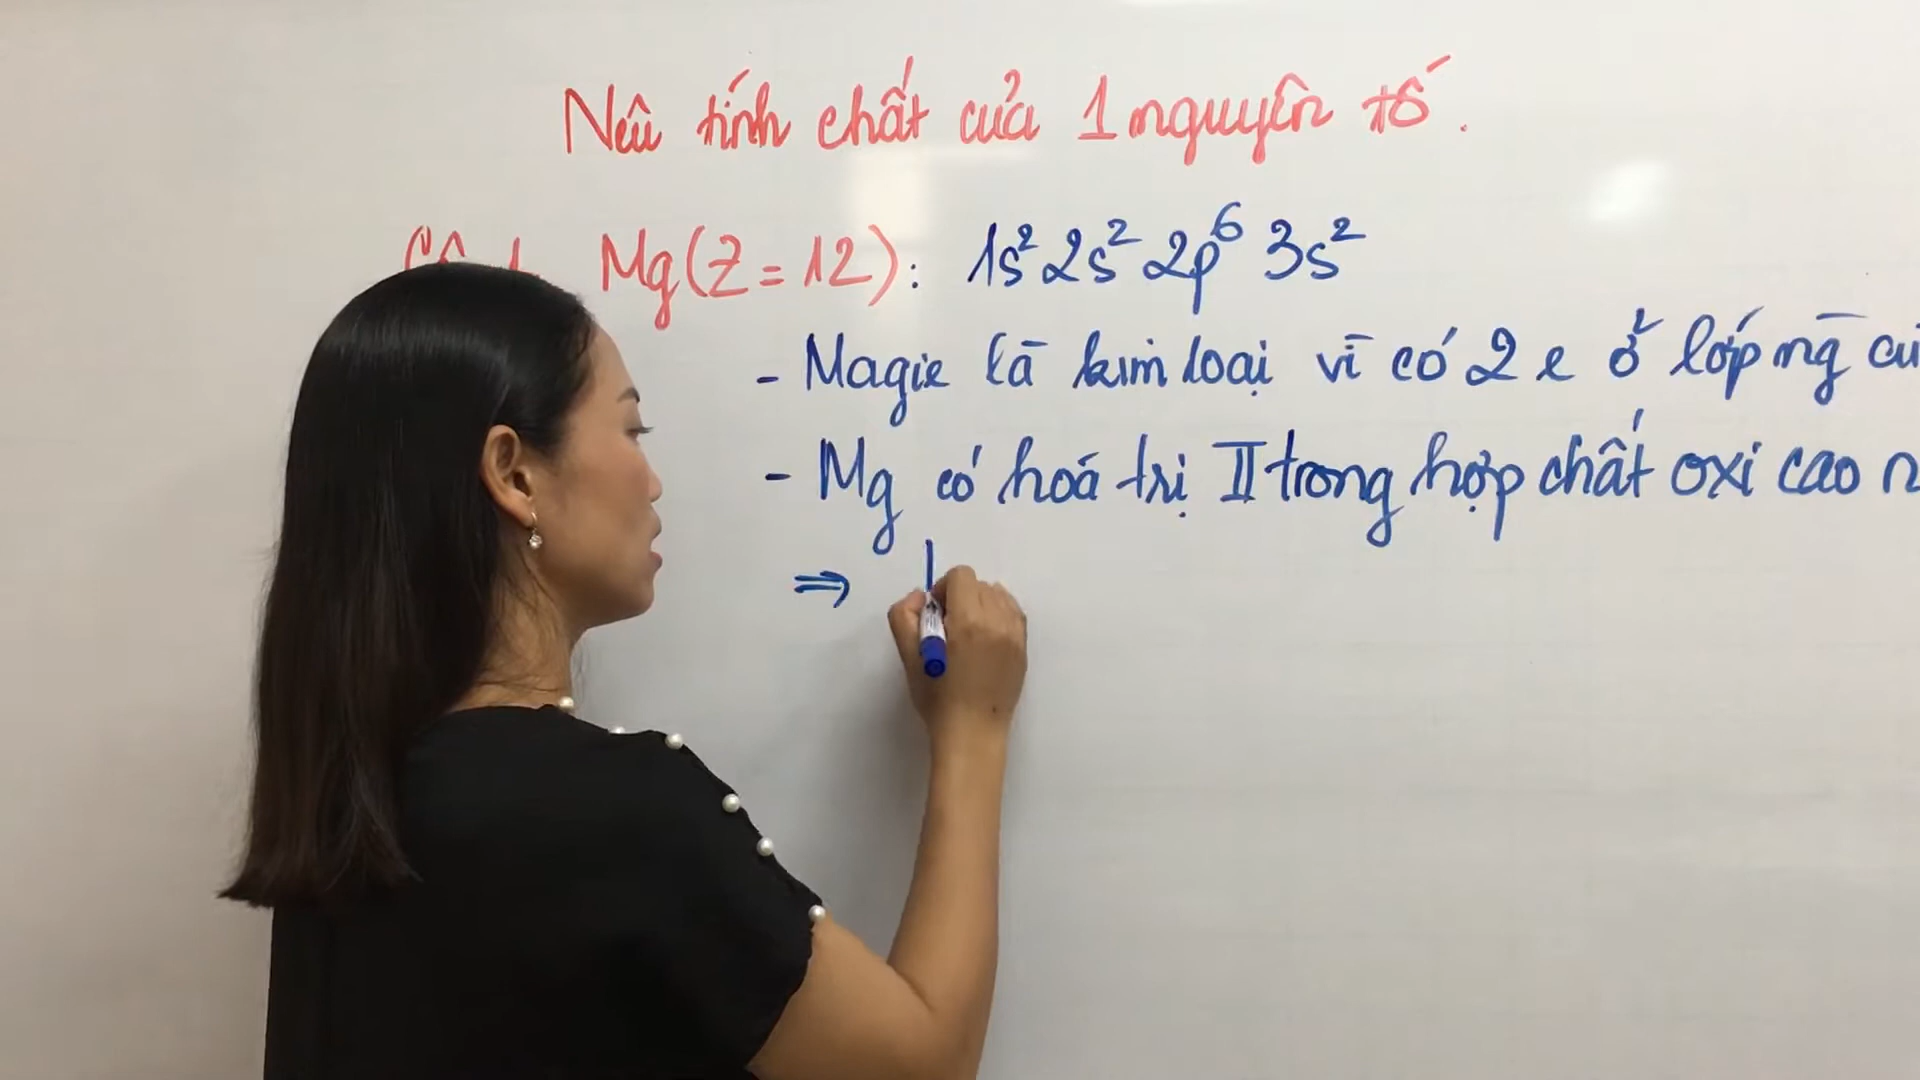 Nêu tính chất của 1 nguyên tố.
Mg (Z = 12): 1s² 2s² 2p⁶ 3s²
- Magie là kim loại vì có 2 e ở lớp ng̅
- Mg có hoá trị II trong hợp chất oxi cao
⇒